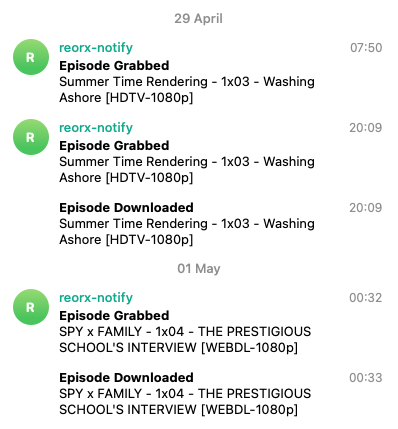 29 April
R
reorx-notify 07:50
Episode Grabbed
Summer Time Rendering - 1x03 - Washing
Ashore [HDTV-1080p]
R
reorx-notify 20:09
Episode Grabbed
Summer Time Rendering - 1x03 - Washing
Ashore [HDTV-1080p]
Episode Downloaded 20:09
Summer Time Rendering - 1x03 - Washing
Ashore [HDTV-1080p]
01 May
R
reorx-notify 00:32
Episode Grabbed
SPY x FAMILY - 1x04 - THE PRESTIGIOUS
SCHOOL'S INTERVIEW [WEBDL-1080p]
Episode Downloaded 00:33
SPY x FAMILY - 1x04 - THE PRESTIGIOUS
SCHOOL'S INTERVIEW [WEBDL-1080p]